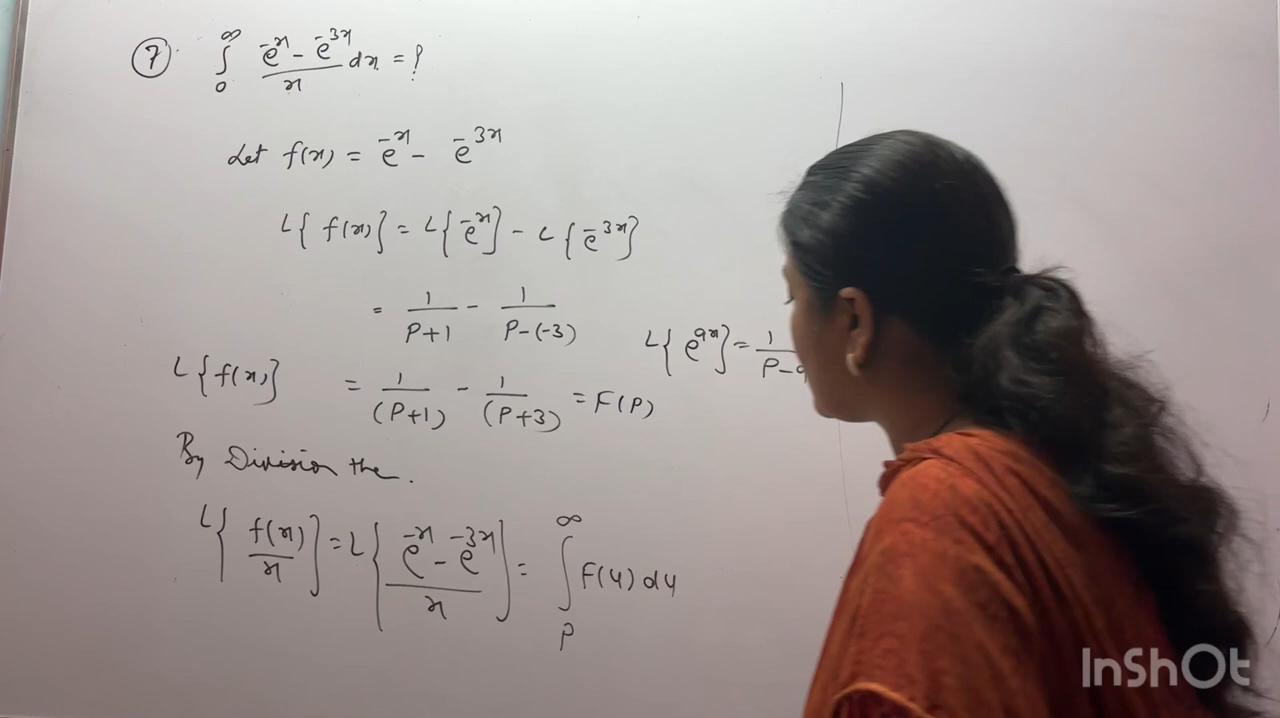 ⑦. ∫₀^∞ (e^{-x} - e^{-3x})/x dx = ?
Let f(x) = e^{-x} - e^{-3x}
L{f(x)} = L{e^{-x}} - L{e^{-3x}}
= 1/(P+1) - 1/(P-(-3))
L{e^{ax}} = 1/(P-a
L{f(x)} = 1/(P+1) - 1/(P+3) = F(P)
By Division the.
L{f(x)/x} = L{(e^{-x} - e^{-3x})/x} = ∫_P^∞ F(u) du
InShOt